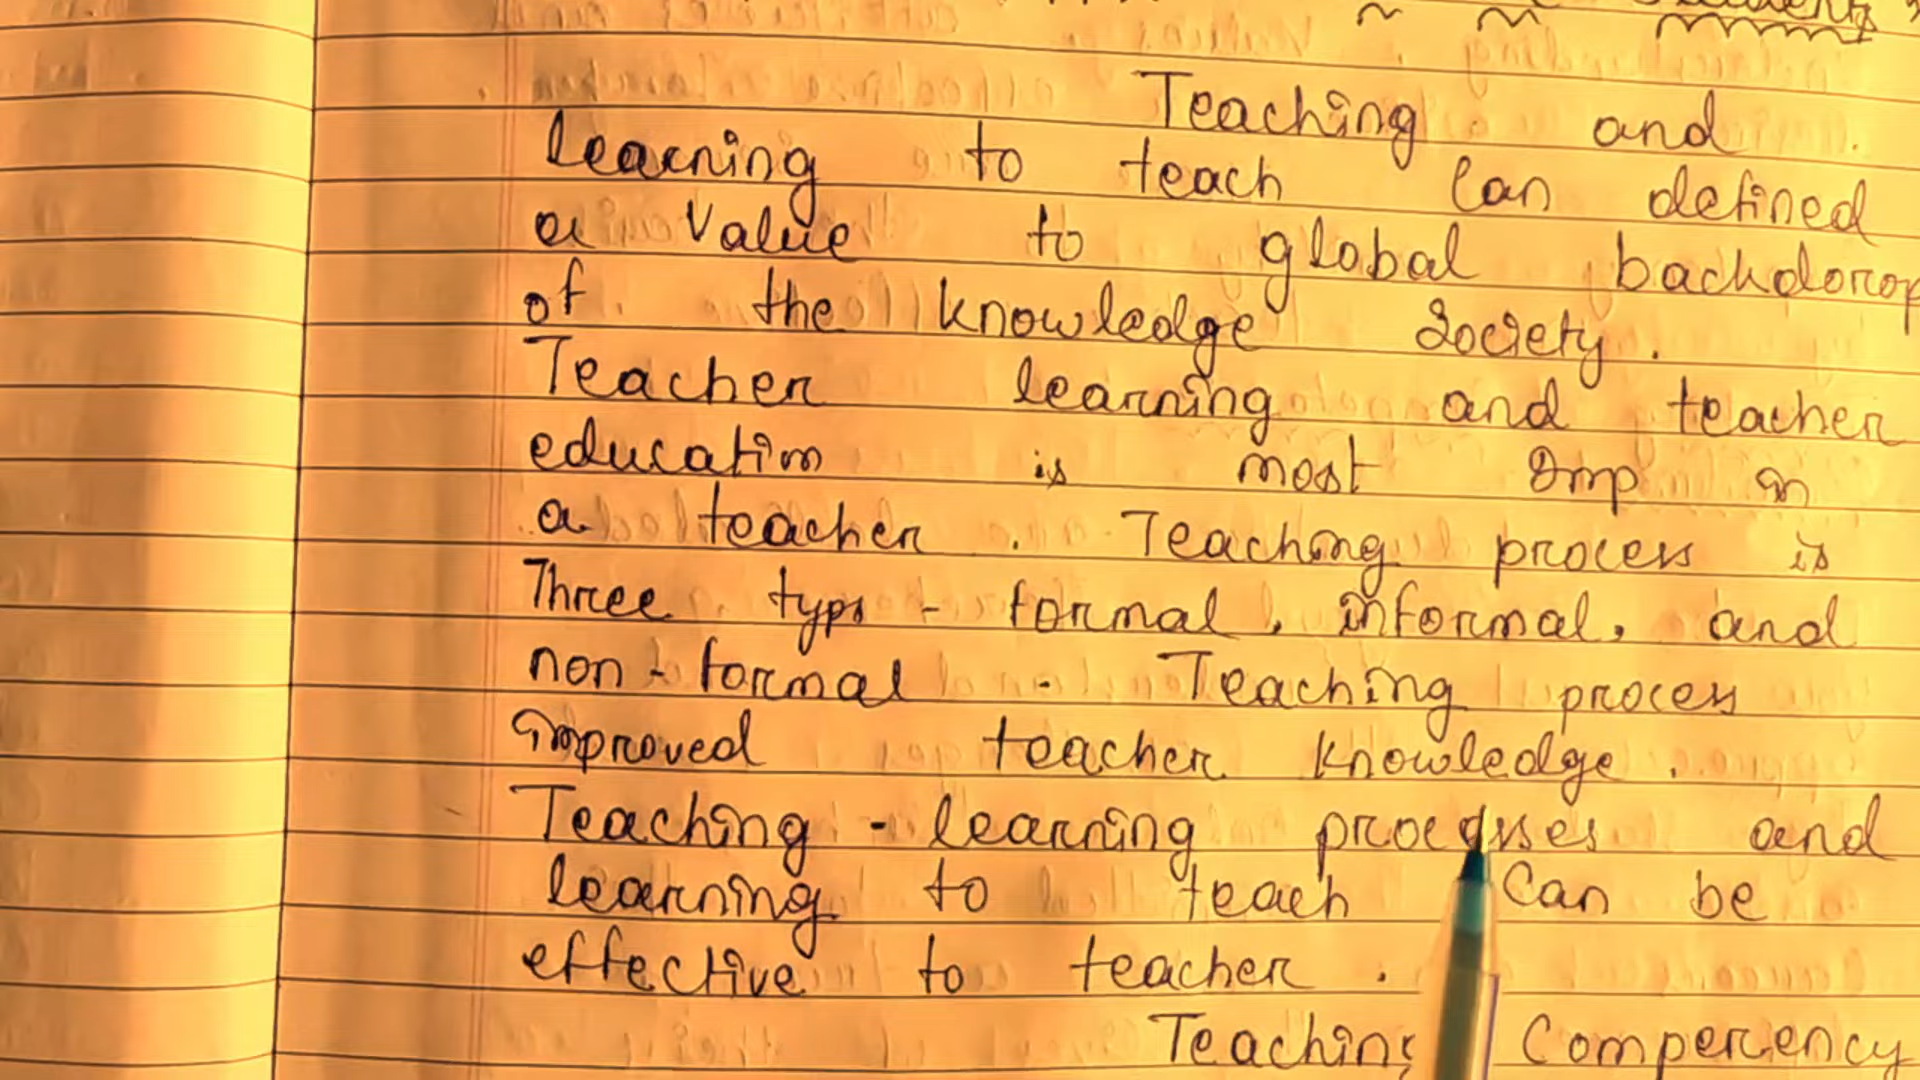 Teaching and
learning to teach can defined
a value to global backdorop
of the knowledge Society.
Teacher learning and teacher
education is most Imp in
a teacher. Teaching process is
Three typs - formal, informal, and
non-formal. Teaching process
improved teacher knowledge.
Teaching-learning processes and
learning to teach can be
effective to teacher.
Teaching Comperency